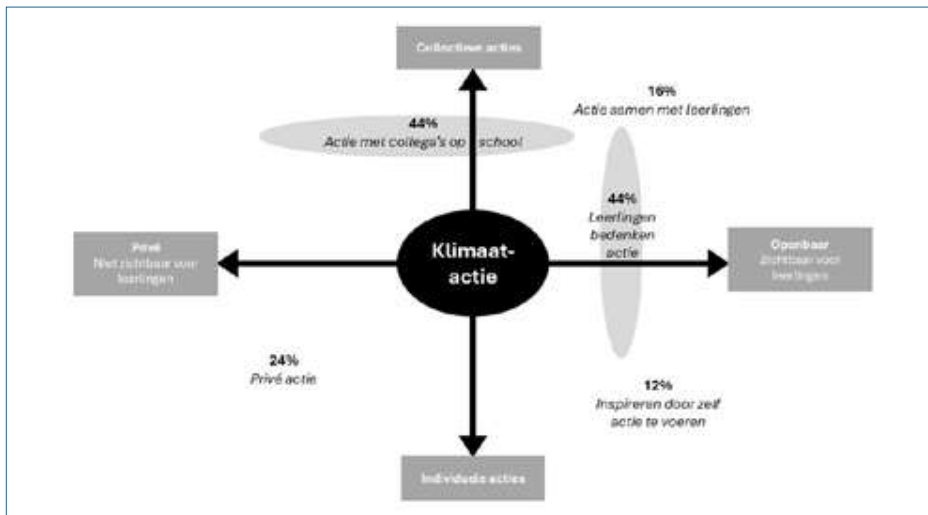 Collectieve acties
16%
Actie samen met leerlingen
44%
Actie met collega's op school
44%
Leerlingen
bedenken
actie
Privé
Niet zichtbaar voor
leerlingen
Klimaat-
actie
Openbaar
Zichtbaar voor
leerlingen
24%
Privé actie
12%
Inspireren door zelf
actie te voeren
Individuele acties